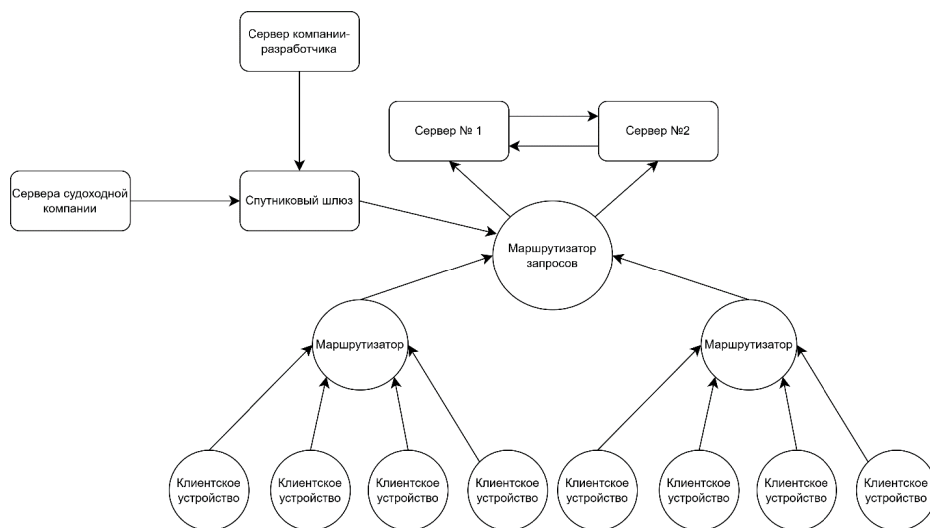 Сервер компании-
разработчика
Сервер № 1
Сервер №2
Сервера судоходной
компании
Спутниковый шлюз
Маршрутизатор
запросов
Маршрутизатор
Маршрутизатор
Клиентское
устройство
Клиентское
устройство
Клиентское
устройство
Клиентское
устройство
Клиентское
устройство
Клиентское
устройство
Клиентское
устройство
Клиентское
устройство